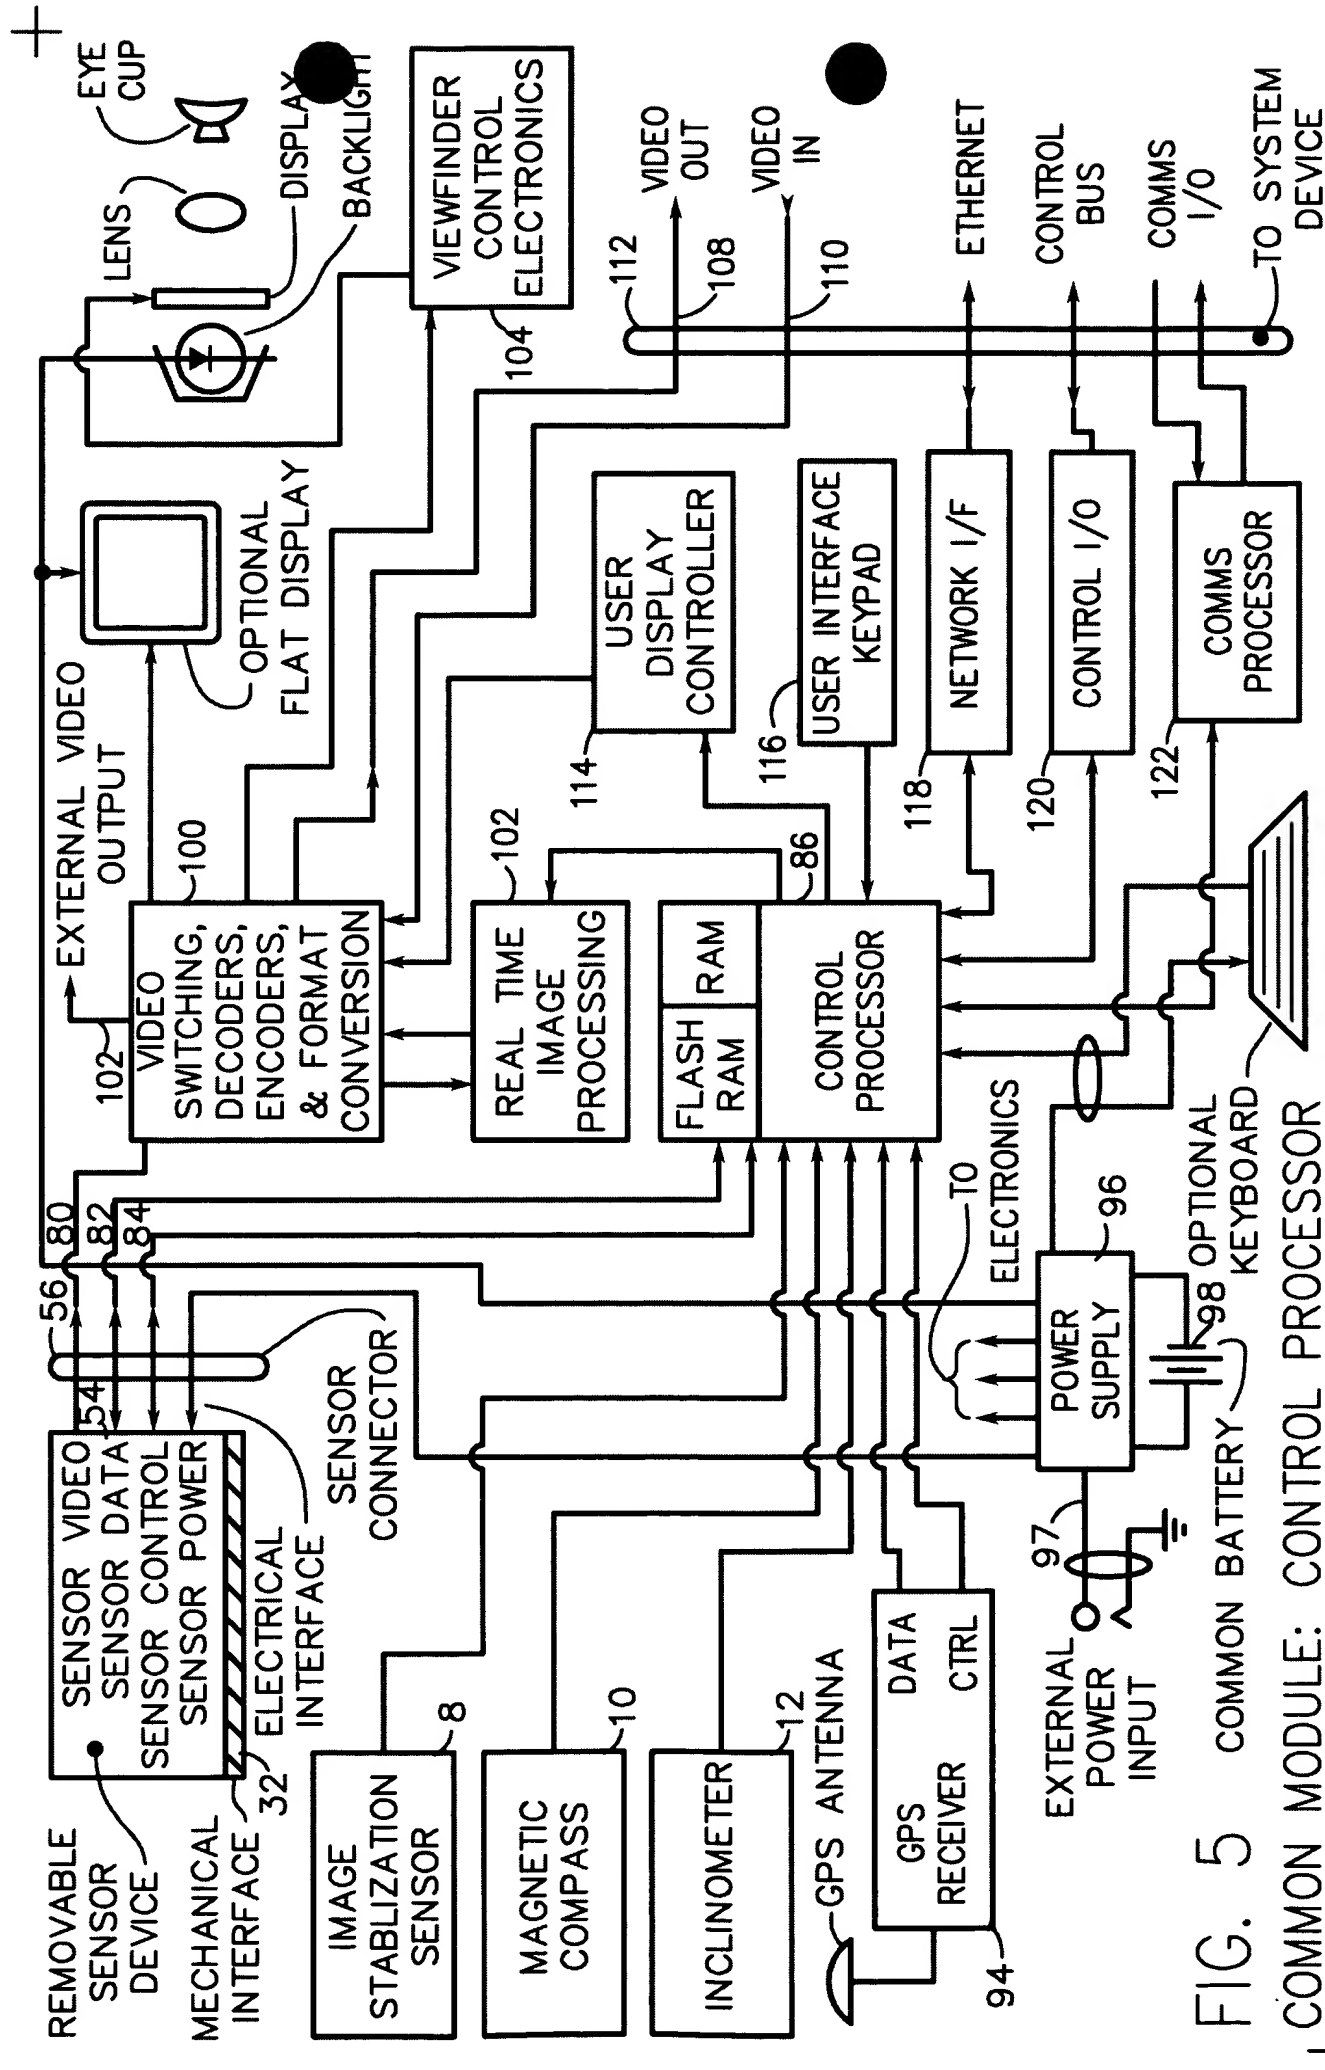 REMOVABLE
SENSOR
DEVICE
SENSOR VIDEO
SENSOR DATA
SENSOR CONTROL
SENSOR POWER
54
56
80
82
84
MECHANICAL
INTERFACE
32
ELECTRICAL
INTERFACE
SENSOR
CONNECTOR
IMAGE
STABLIZATION
SENSOR
8
MAGNETIC
COMPASS
10
INCLINOMETER
12
GPS ANTENNA
GPS
RECEIVER
DATA
CTRL
94
EXTERNAL
POWER
INPUT
97
POWER
SUPPLY
96
98
COMMON BATTERY
TO
ELECTRONICS
OPTIONAL
KEYBOARD
102
EXTERNAL VIDEO
OUTPUT
VIDEO
SWITCHING,
DECODERS,
ENCODERS,
& FORMAT
CONVERSION
100
REAL TIME
IMAGE
PROCESSING
102
FLASH
RAM
RAM
CONTROL
PROCESSOR
86
OPTIONAL
FLAT DISPLAY
USER
DISPLAY
CONTROLLER
114
USER INTERFACE
KEYPAD
116
NETWORK I/F
118
CONTROL I/O
120
COMMS
PROCESSOR
122
LENS
EYE
CUP
DISPLAY
BACKLIGHT
VIEWFINDER
CONTROL
ELECTRONICS
104
112
108
110
VIDEO
OUT
VIDEO
IN
ETHERNET
CONTROL
BUS
COMMS
I/O
TO SYSTEM
DEVICE
FIG. 5
COMMON MODULE: CONTROL PROCESSOR